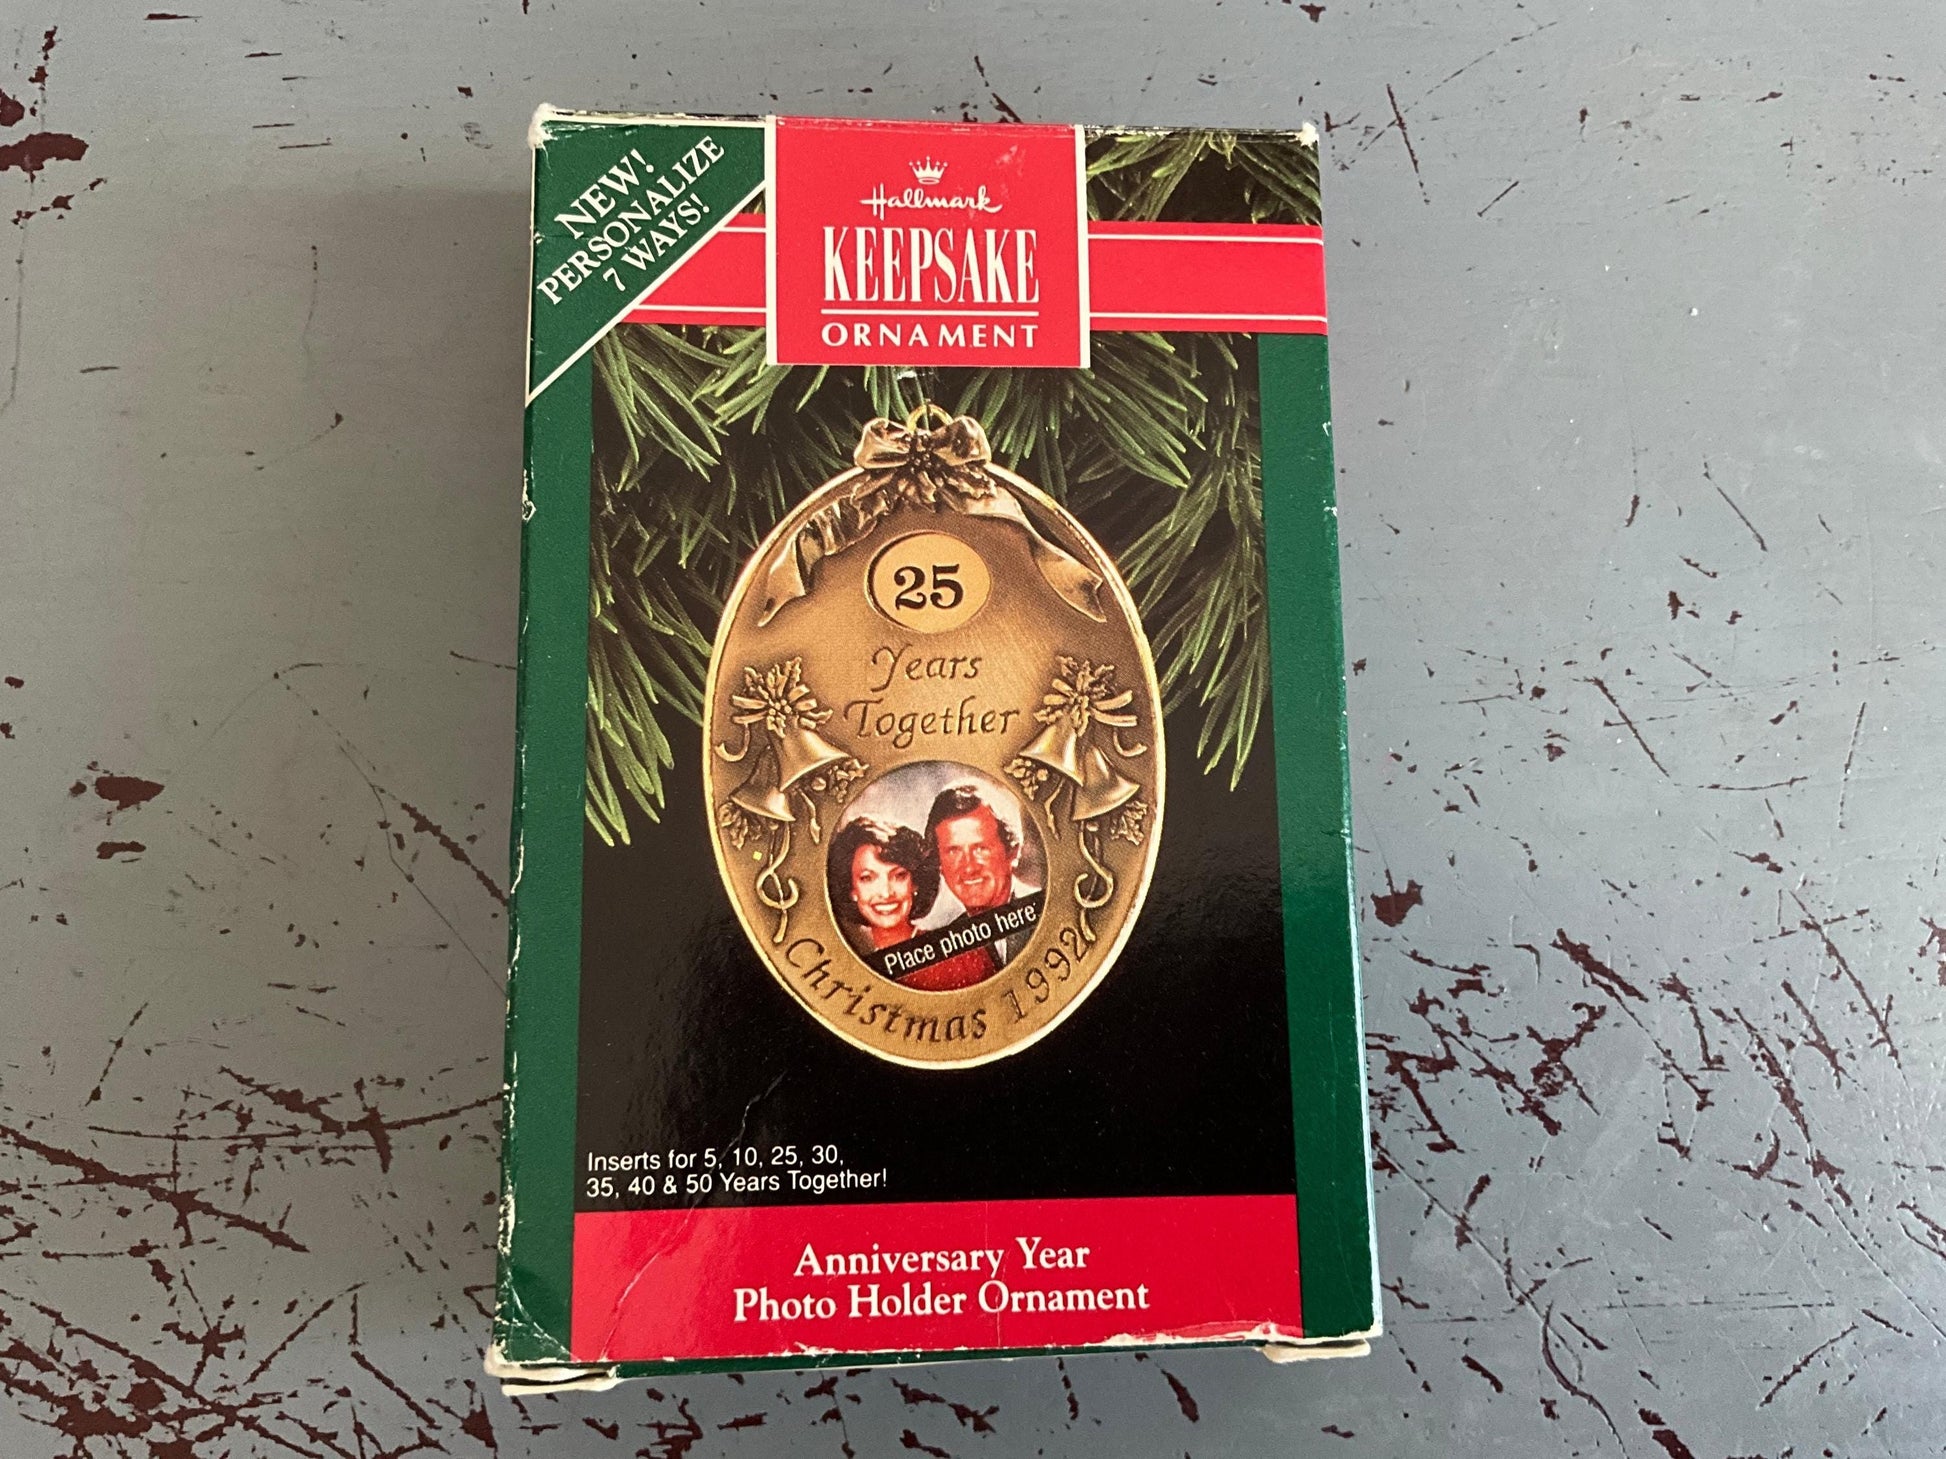 NEW!
PERSONALIZE
7 WAYS!
Hallmark
KEEPSAKE
ORNAMENT
25
Years
Together
Place photo here
Christmas 1992
Inserts for 5, 10, 25, 30,
35, 40 & 50 Years Together!
Anniversary Year
Photo Holder Ornament